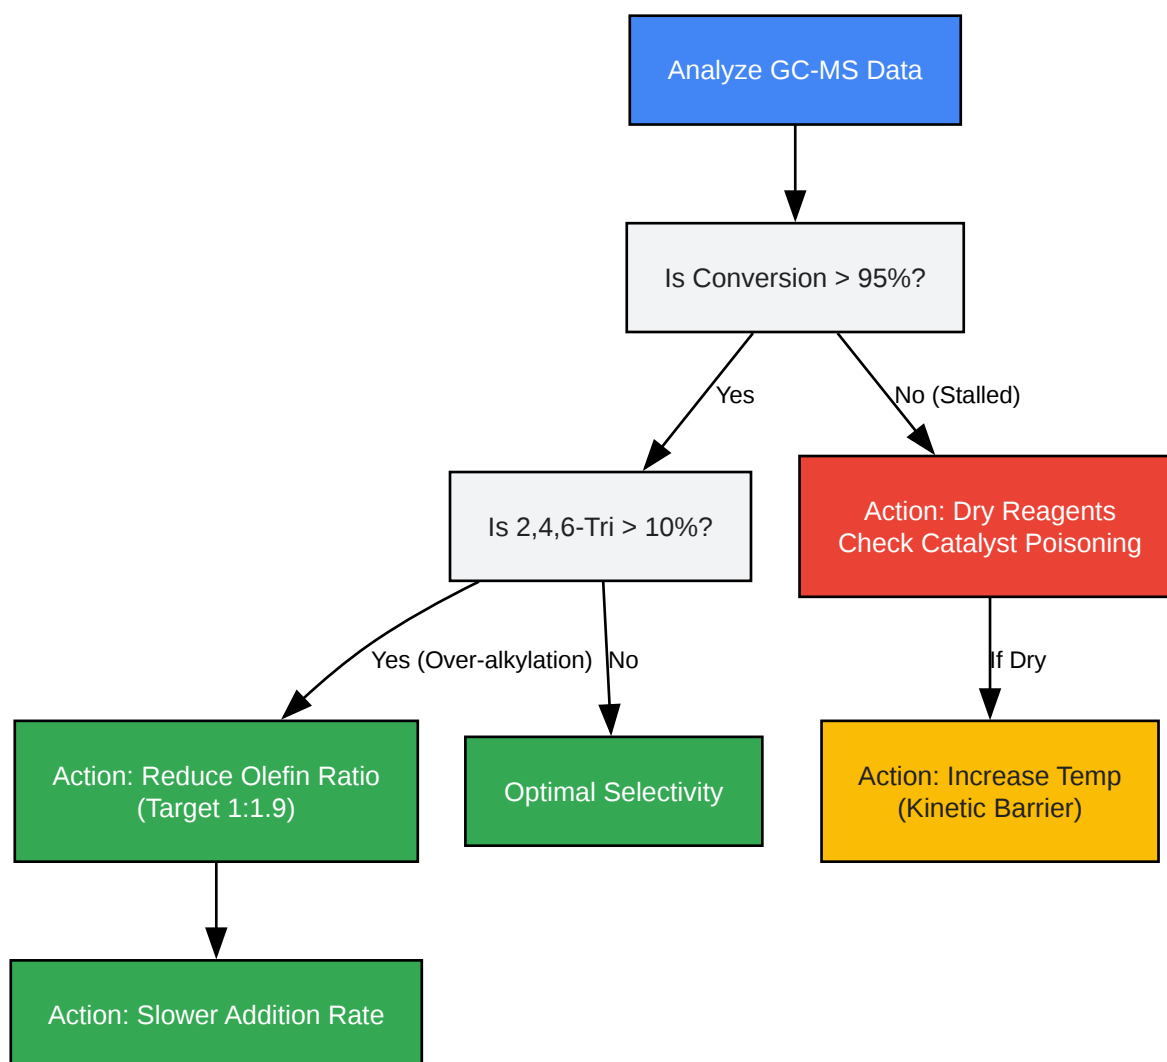 Analyze GC-MS Data
Is Conversion > 95%?
Yes
No (Stalled)
Is 2,4,6-Tri > 10%?
Action: Dry Reagents
Check Catalyst Poisoning
Yes (Over-alkylation)
No
If Dry
Action: Reduce Olefin Ratio
(Target 1:1.9)
Optimal Selectivity
Action: Increase Temp
(Kinetic Barrier)
Action: Slower Addition Rate